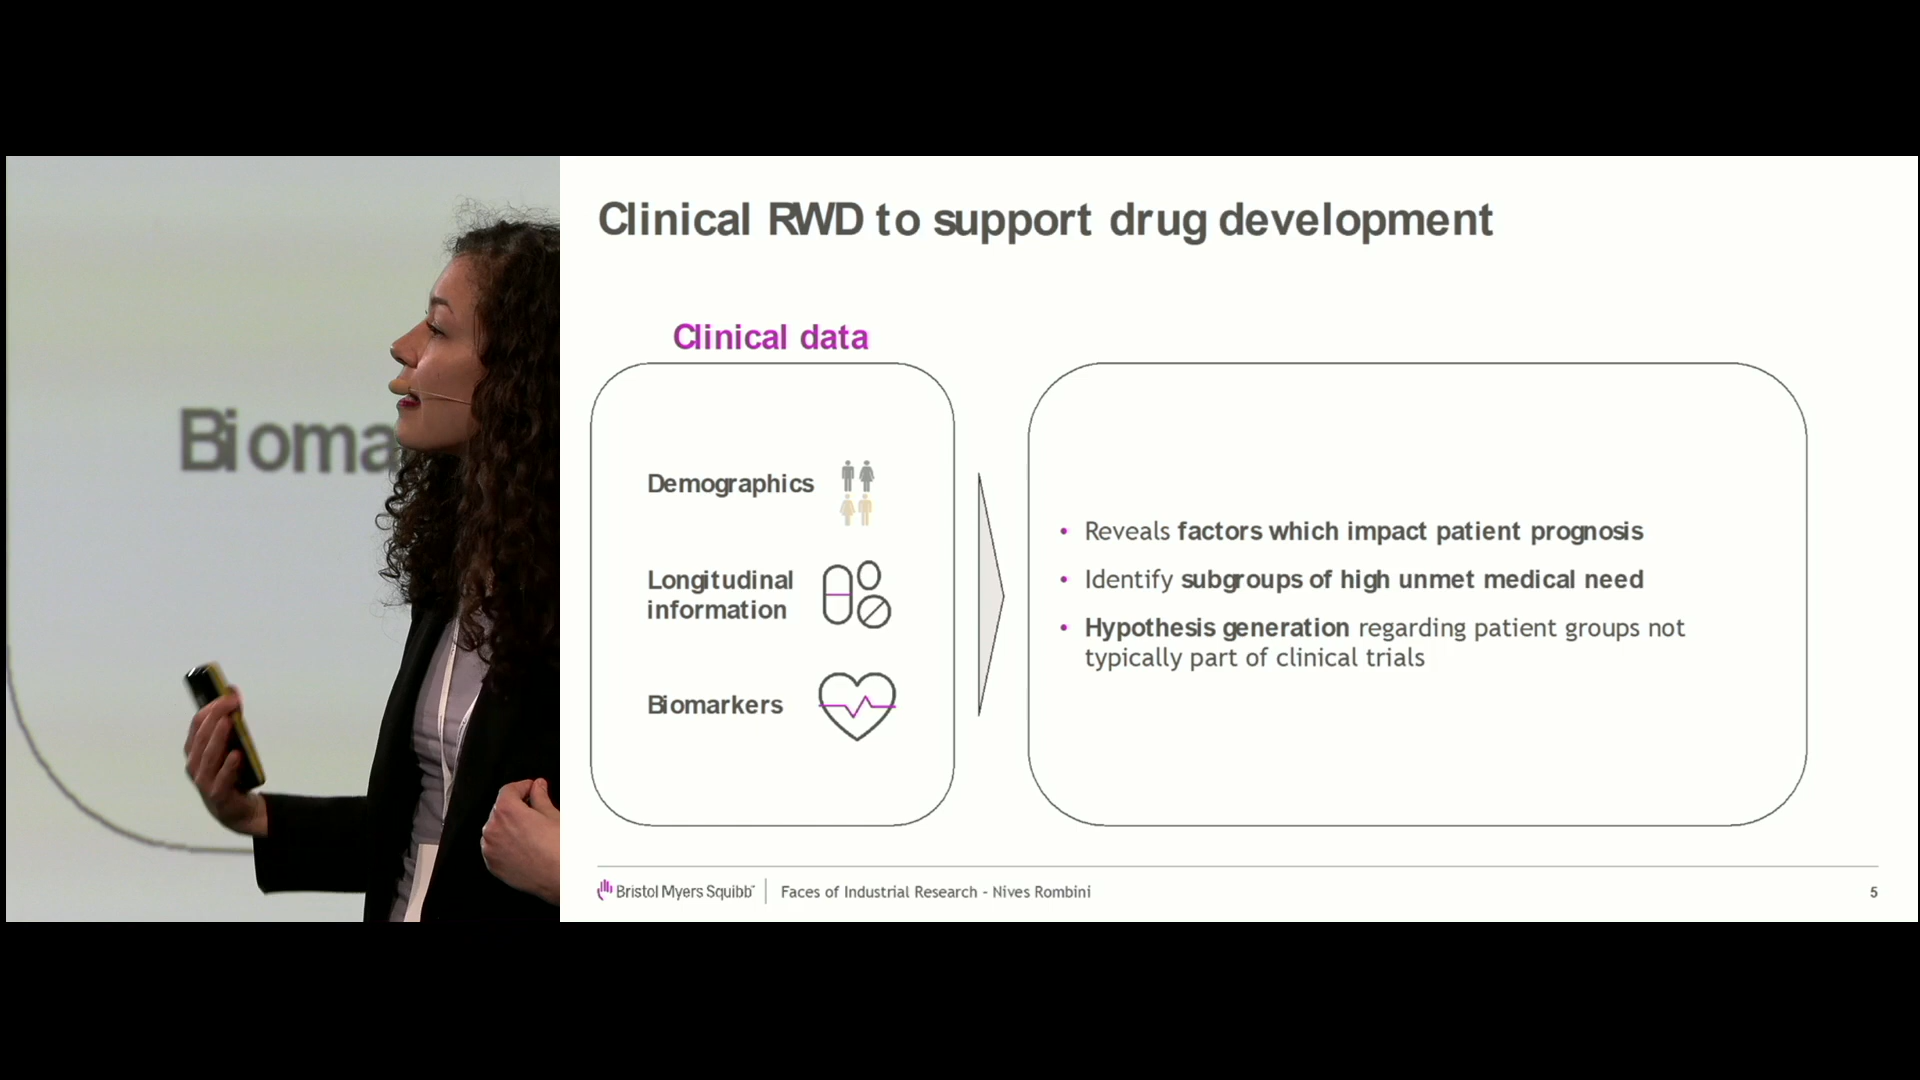 Bioma
Clinical RWD to support drug development
Clinical data
Demographics
Longitudinal
information
Biomarkers
• Reveals factors which impact patient prognosis
• Identify subgroups of high unmet medical need
• Hypothesis generation regarding patient groups not
typically part of clinical trials
Bristol Myers Squibb™
Faces of Industrial Research - Nives Rombini
5